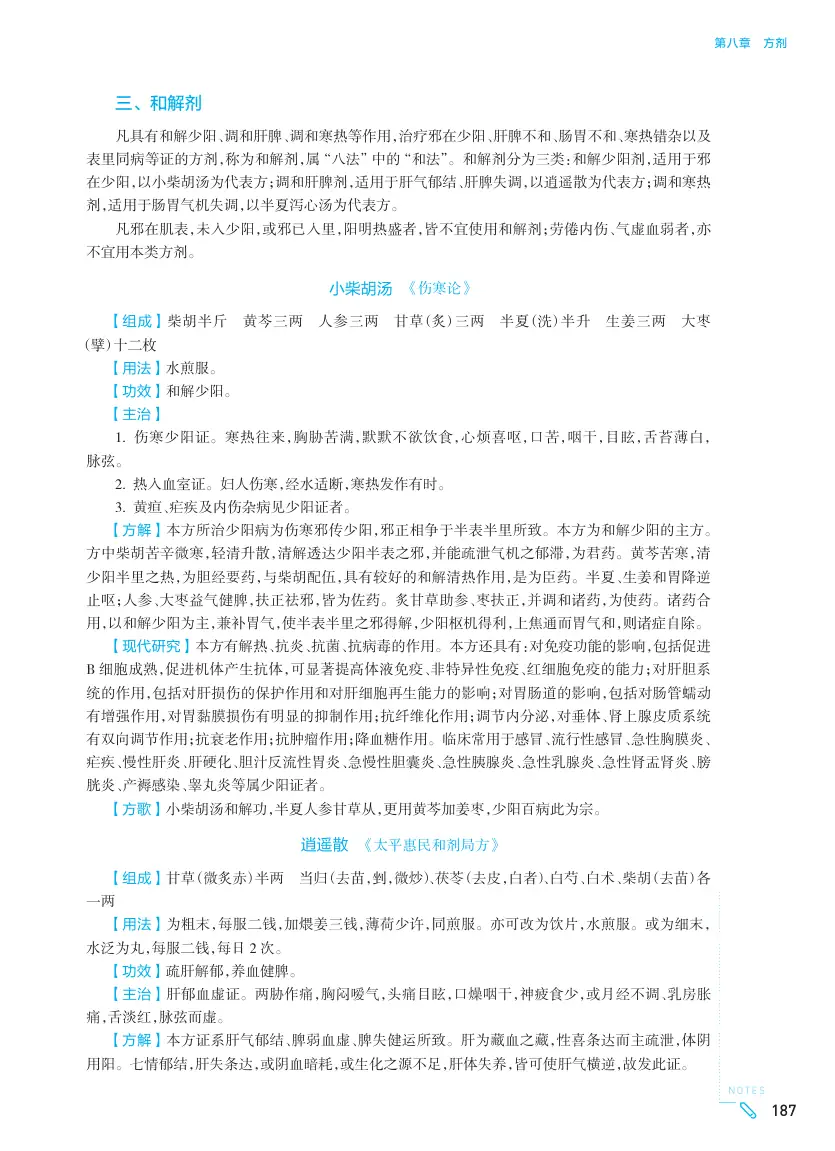 第八章　方剂
三、和解剂
凡具有和解少阳、调和肝脾、调和寒热等作用,治疗邪在少阳、肝脾不和、肠胃不和、寒热错杂以及
表里同病等证的方剂,称为和解剂,属“八法”中的“和法”。和解剂分为三类:和解少阳剂,适用于邪
在少阳,以小柴胡汤为代表方;调和肝脾剂,适用于肝气郁结、肝脾失调,以逍遥散为代表方;调和寒热
剂,适用于肠胃气机失调,以半夏泻心汤为代表方。
凡邪在肌表,未入少阳,或邪已入里,阳明热盛者,皆不宜使用和解剂;劳倦内伤、气虚血弱者,亦
不宜用本类方剂。
小柴胡汤　《伤寒论》
【组成】柴胡半斤　黄芩三两　人参三两　甘草(炙)三两　半夏(洗)半升　生姜三两　大枣
(擘)十二枚
【用法】水煎服。
【功效】和解少阳。
【主治】
1. 伤寒少阳证。寒热往来,胸胁苦满,默默不欲饮食,心烦喜呕,口苦,咽干,目眩,舌苔薄白,
脉弦。
2. 热入血室证。妇人伤寒,经水适断,寒热发作有时。
3. 黄疸、疟疾及内伤杂病见少阳证者。
【方解】本方所治少阳病为伤寒邪传少阳,邪正相争于半表半里所致。本方为和解少阳的主方。
方中柴胡苦辛微寒,轻清升散,清解透达少阳半表之邪,并能疏泄气机之郁滞,为君药。黄芩苦寒,清
少阳半里之热,为胆经要药,与柴胡配伍,具有较好的和解清热作用,是为臣药。半夏、生姜和胃降逆
止呕;人参、大枣益气健脾,扶正祛邪,皆为佐药。炙甘草助参、枣扶正,并调和诸药,为使药。诸药合
用,以和解少阳为主,兼补胃气,使半表半里之邪得解,少阳枢机得利,上焦通而胃气和,则诸症自除。
【现代研究】本方有解热、抗炎、抗菌、抗病毒的作用。本方还具有:对免疫功能的影响,包括促进
B 细胞成熟,促进机体产生抗体,可显著提高体液免疫、非特异性免疫、红细胞免疫的能力;对肝胆系
统的作用,包括对肝损伤的保护作用和对肝细胞再生能力的影响;对胃肠道的影响,包括对肠管蠕动
有增强作用,对胃黏膜损伤有明显的抑制作用;抗纤维化作用;调节内分泌,对垂体、肾上腺皮质系统
有双向调节作用;抗衰老作用;抗肿瘤作用;降血糖作用。临床常用于感冒、流行性感冒、急性胸膜炎、
疟疾、慢性肝炎、肝硬化、胆汁反流性胃炎、急慢性胆囊炎、急性胰腺炎、急性乳腺炎、急性肾盂肾炎、膀
胱炎、产褥感染、睾丸炎等属少阳证者。
【方歌】小柴胡汤和解功,半夏人参甘草从,更用黄芩加姜枣,少阳百病此为宗。
逍遥散　《太平惠民和剂局方》
【组成】甘草(微炙赤)半两　当归(去苗,剉,微炒)、茯苓(去皮,白者)、白芍、白术、柴胡(去苗)各
一两
【用法】为粗末,每服二钱,加煨姜三钱,薄荷少许,同煎服。亦可改为饮片,水煎服。或为细末,
水泛为丸,每服二钱,每日 2 次。
【功效】疏肝解郁,养血健脾。
【主治】肝郁血虚证。两胁作痛,胸闷嗳气,头痛目眩,口燥咽干,神疲食少,或月经不调、乳房胀
痛,舌淡红,脉弦而虚。
【方解】本方证系肝气郁结、脾弱血虚、脾失健运所致。肝为藏血之藏,性喜条达而主疏泄,体阴
用阳。七情郁结,肝失条达,或阴血暗耗,或生化之源不足,肝体失养,皆可使肝气横逆,故发此证。
NOTES
187